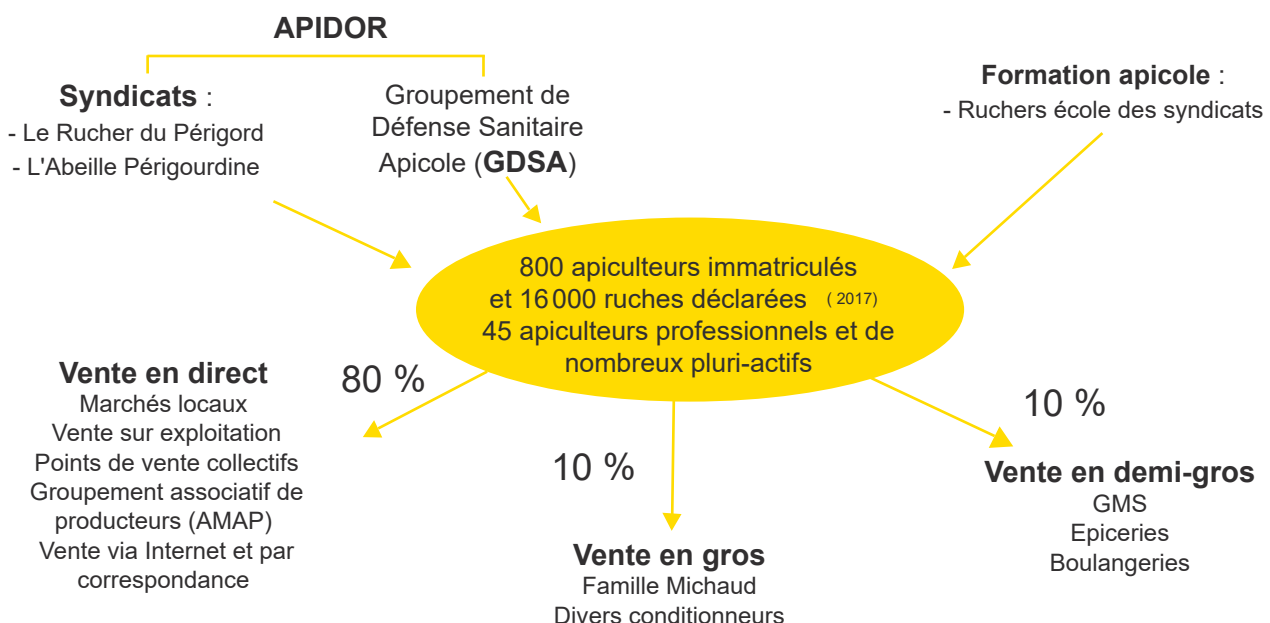 APIDOR
Syndicats :
- Le Rucher du Périgord
- L'Abeille Périgourdine
Groupement de
Défense Sanitaire
Apicole (GDSA)
Formation apicole :
- Ruchers école des syndicats
800 apiculteurs immatriculés
et 16 000 ruches déclarées ( 2017)
45 apiculteurs professionnels et de
nombreux pluri-actifs
80 %
Vente en direct
Marchés locaux
Vente sur exploitation
Points de vente collectifs
Groupement associatif de
producteurs (AMAP)
Vente via Internet et par
correspondance
10 %
Vente en gros
Famille Michaud
Divers conditionneurs
10 %
Vente en demi-gros
GMS
Epiceries
Boulangeries